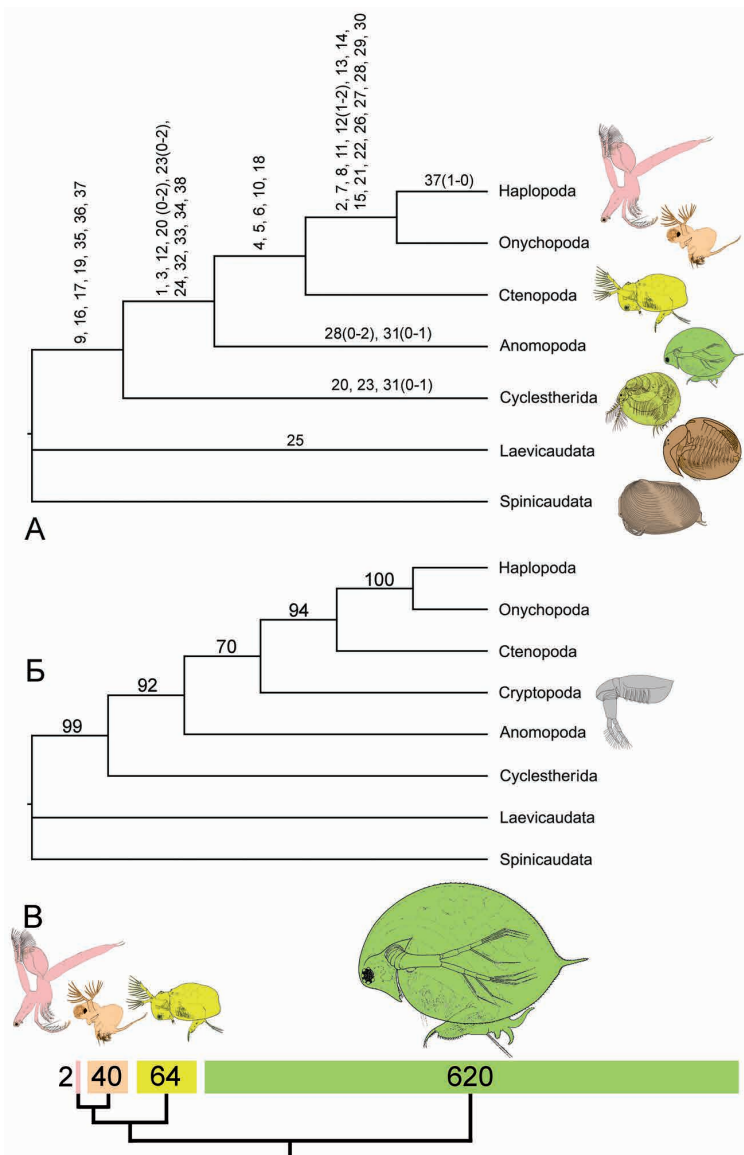 9, 16, 17, 19, 35, 36, 37
1, 3, 12, 20 (0-2), 23(0-2),
24, 32, 33, 34, 38
4, 5, 6, 10, 18
2, 7, 8, 11, 12(1-2), 13, 14,
15, 21, 22, 26, 27, 28, 29, 30
37(1-0)
Haplopoda
Onychopoda
Ctenopoda
28(0-2), 31(0-1)
Anomopoda
20, 23, 31(0-1)
Cyclestherida
25
Laevicaudata
Spinicaudata
А
Haplopoda
100
Onychopoda
94
Ctenopoda
70
Б
Cryptopoda
92
Anomopoda
99
Cyclestherida
Laevicaudata
Spinicaudata
В
2 40 64 620